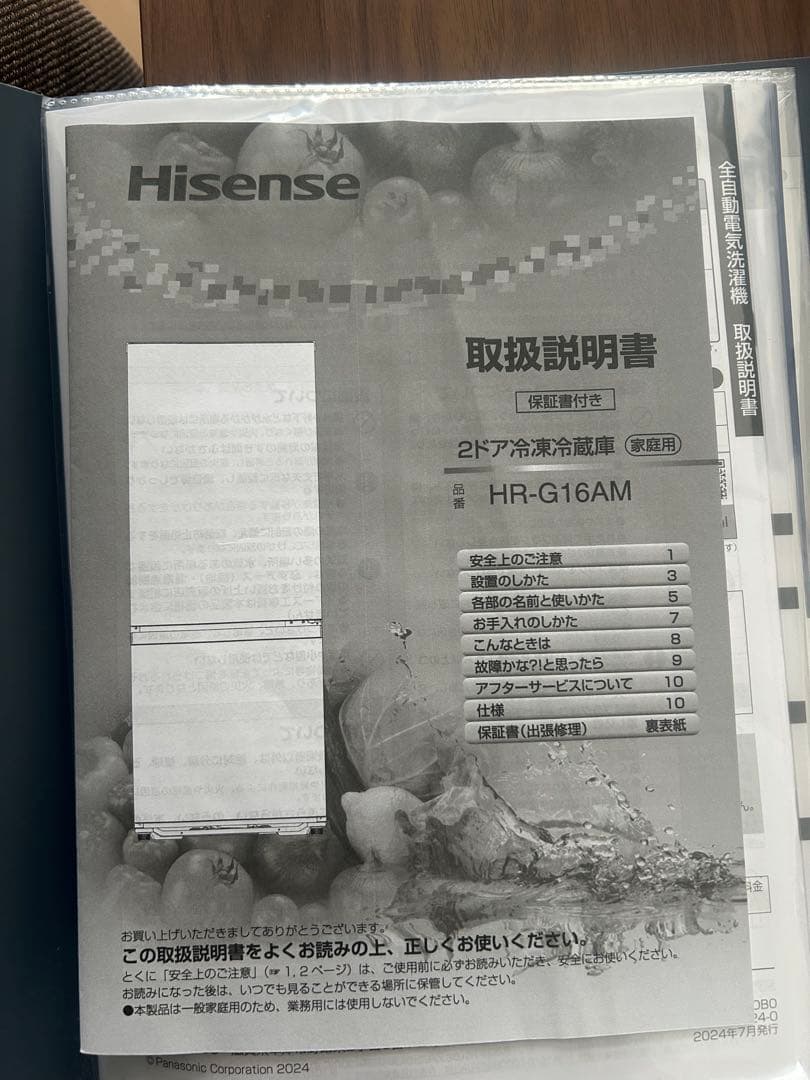 Hisense
取扱説明書
保証書付き
2ドア冷凍冷蔵庫 家庭用
品番 HR-G16AM
安全上のご注意 1
設置のしかた 3
各部の名前と使いかた 5
お手入れのしかた 7
こんなときは 8
故障かな?!と思ったら 9
アフターサービスについて 10
仕様 10
保証書(出張修理) 裏表紙
お買い上げいただきましてありがとうございます。
この取扱説明書をよくお読みの上、正しくお使いください。
とくに「安全上のご注意」(☞1, 2ページ)は、ご使用前に必ずお読みいただき、安全にお使いください。
お読みになった後は、いつでも見ることができる場所に保管してください。
●本製品は一般家庭用のため、業務用には使用しないでください。
全自動電気洗濯機 取扱説明書
2024年7月発行
©Panasonic Corporation 2024